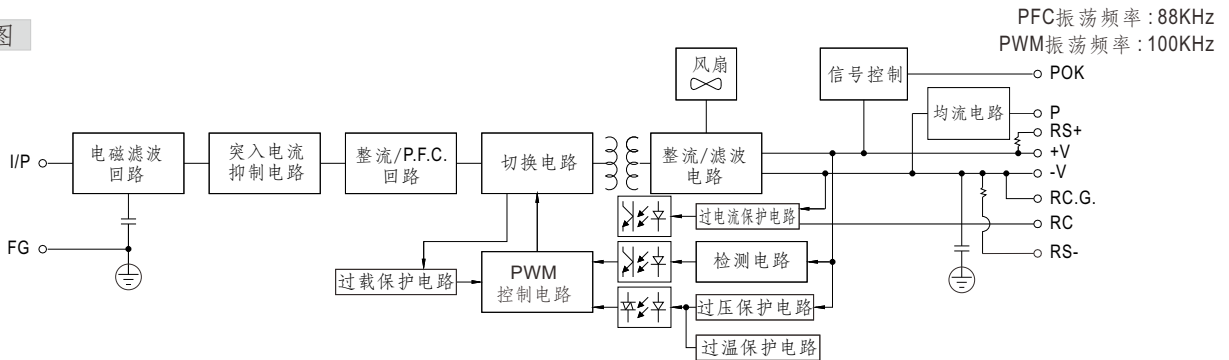 图
PFC振荡频率 : 88KHz
PWM振荡频率 : 100KHz
风扇
信号控制
POK
均流电路
P
RS+
I/P
电磁滤波
回路
突入电流
抑制电路
整流/P.F.C.
回路
切换电路
整流/滤波
电路
+V
-V
RC.G.
过电流保护电路
RC
FG
RS-
PWM
控制电路
检测电路
过载保护电路
过压保护电路
过温保护电路